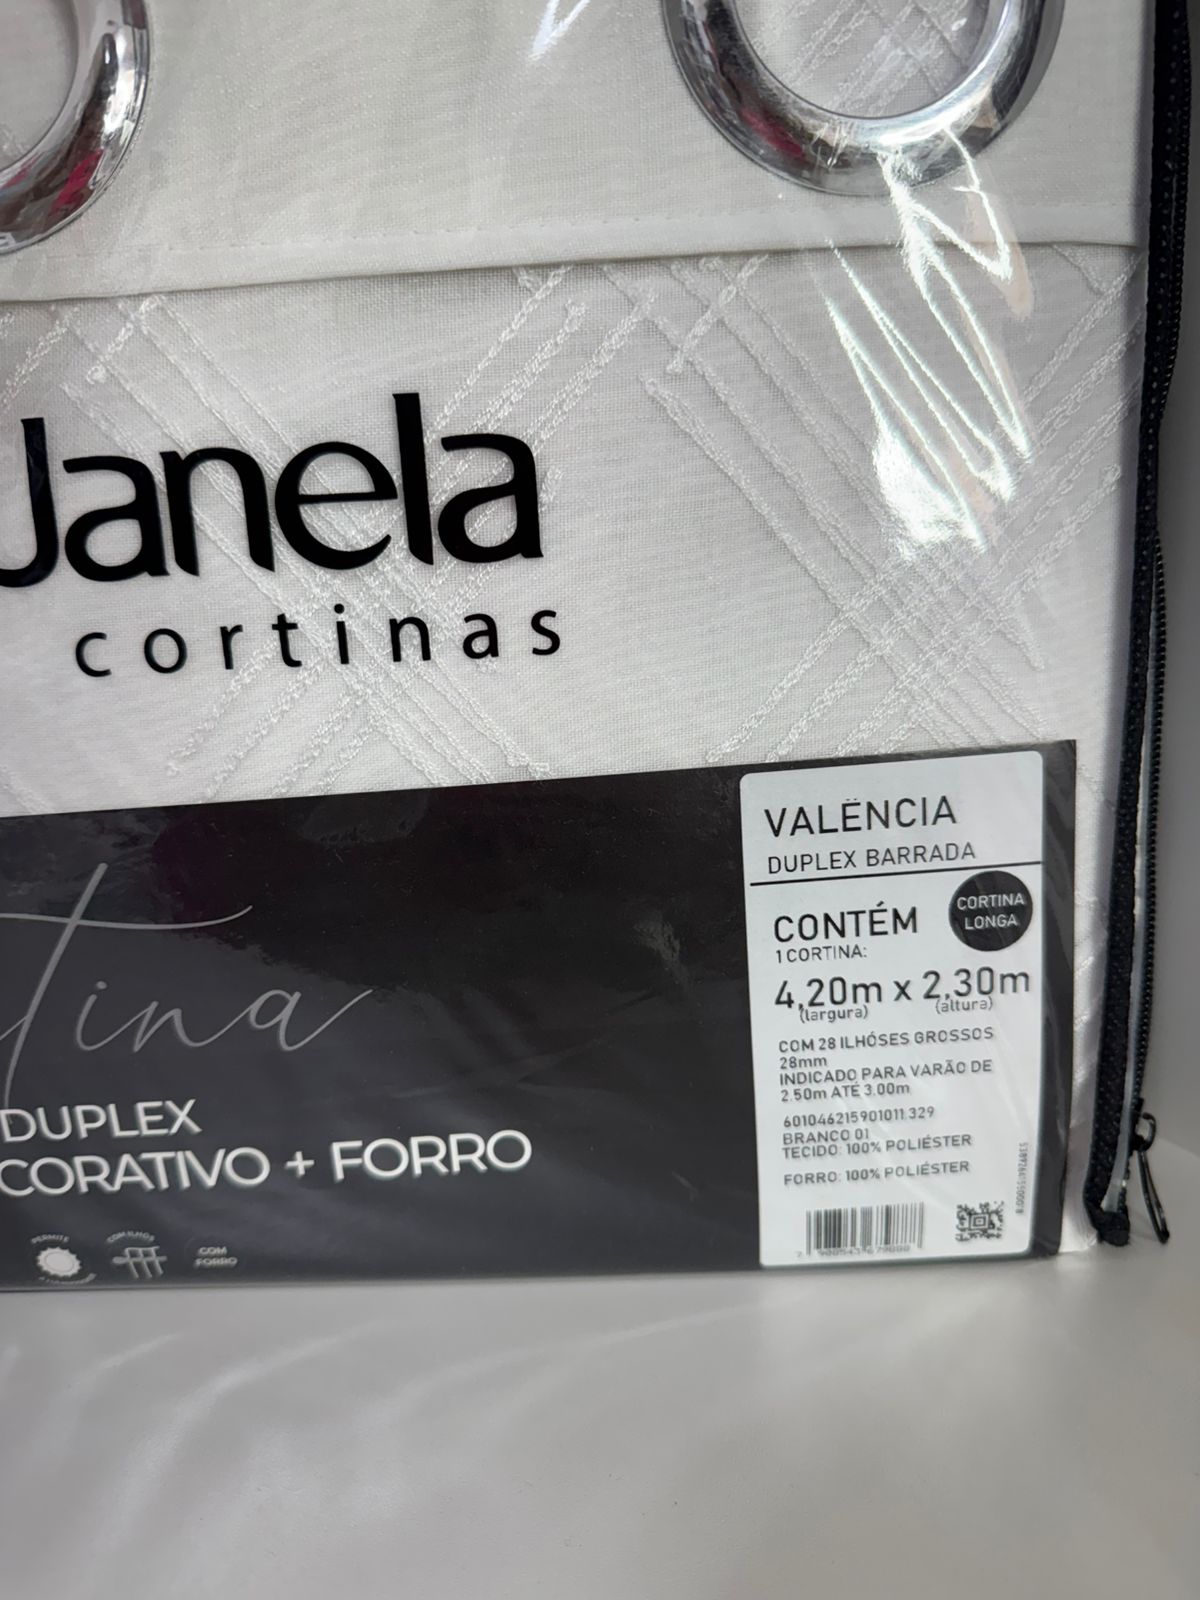 Janela
cortinas
tina
DUPLEX
CORATIVO + FORRO
PERMITE
COM ILHÓS
COM
FORRO
VALÊNCIA
DUPLEX BARRADA
CONTÉM
1 CORTINA:
CORTINA
LONGA
4,20m x 2,30m
(largura) (altura)
COM 28 ILHÓSES GROSSOS
28mm
INDICADO PARA VARÃO DE
2.50m ATÉ 3.00m
601046215901011.329
BRANCO 01
TECIDO: 100% POLIÉSTER
FORRO: 100% POLIÉSTER